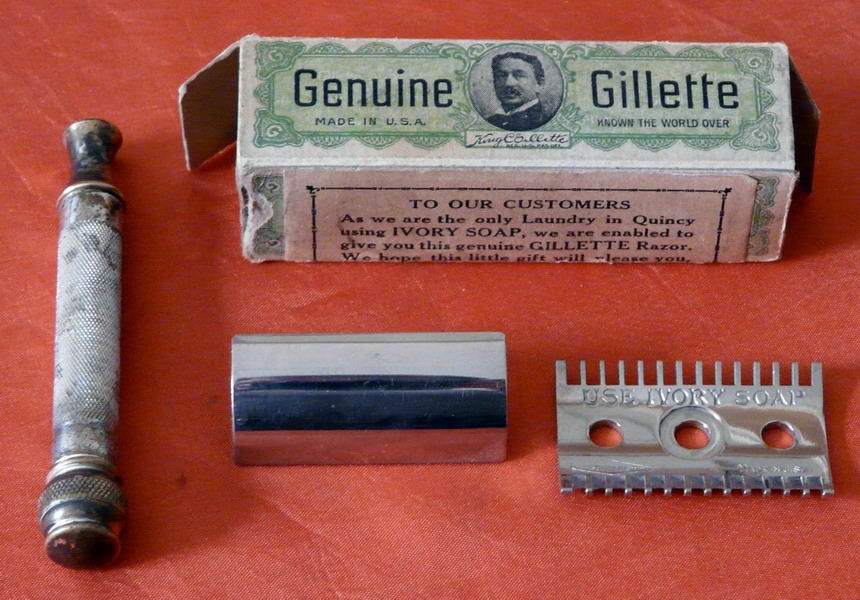 Genuine Gillette
MADE IN U.S.A. KNOWN THE WORLD OVER
King C Gillette
TO OUR CUSTOMERS
As we are the only Laundry in Quincy
using IVORY SOAP, we are enabled to
give you this genuine GILLETTE Razor.
We hope this little gift will please you,
USE IVORY SOAP